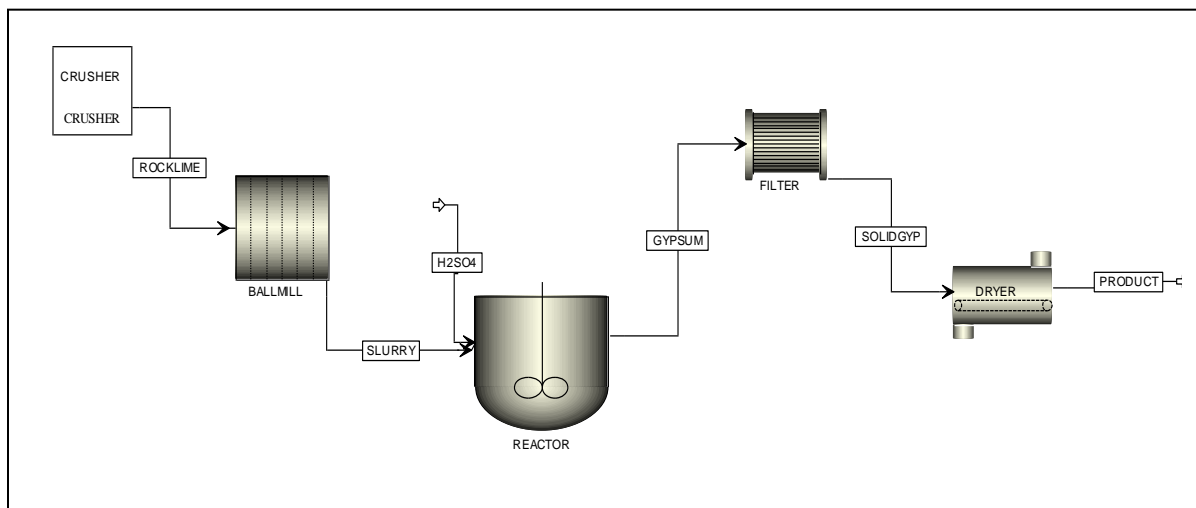 CRUSHER
CRUSHER
ROCKLIME
BALLMILL
H2SO4
SLURRY
REACTOR
GYPSUM
FILTER
SOLIDGYP
DRYER
PRODUCT